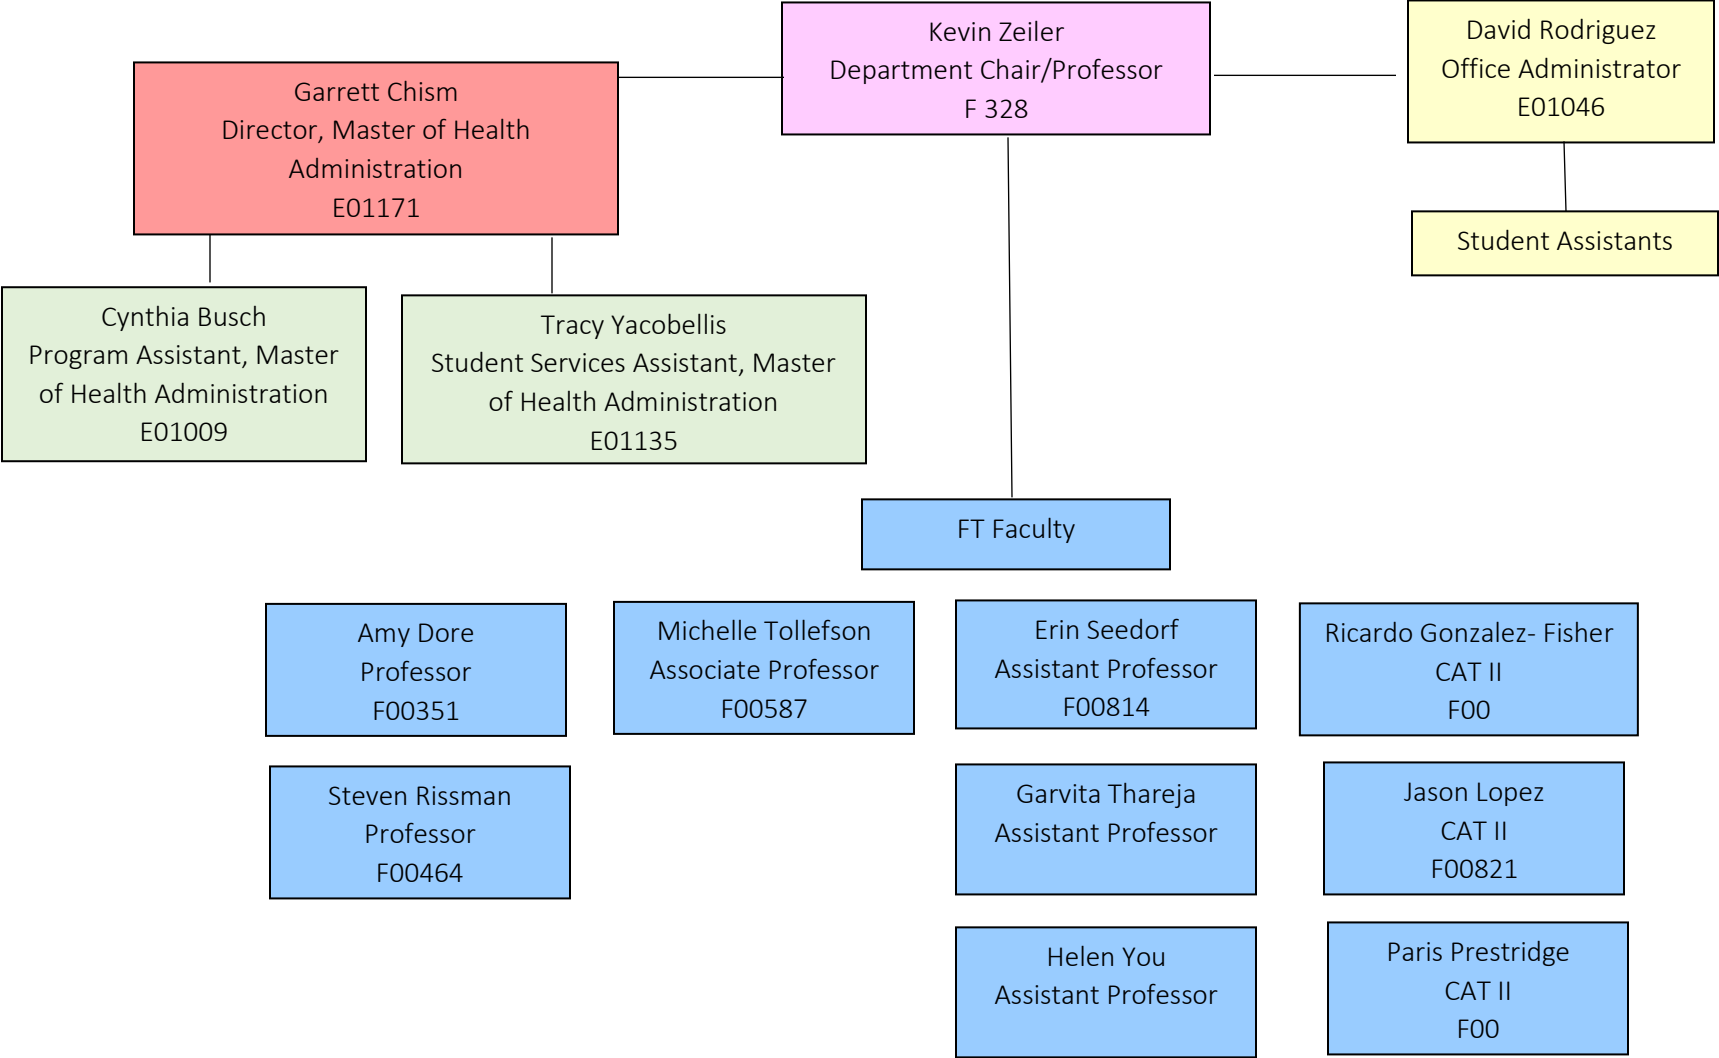 Kevin Zeiler
Department Chair/Professor
F 328
David Rodriguez
Office Administrator
E01046
Garrett Chism
Director, Master of Health
Administration
E01171
Student Assistants
Cynthia Busch
Program Assistant, Master
of Health Administration
E01009
Tracy Yacobellis
Student Services Assistant, Master
of Health Administration
E01135
FT Faculty
Amy Dore
Professor
F00351
Michelle Tollefson
Associate Professor
F00587
Erin Seedorf
Assistant Professor
F00814
Ricardo Gonzalez- Fisher
CAT II
F00
Steven Rissman
Professor
F00464
Garvita Thareja
Assistant Professor
Jason Lopez
CAT II
F00821
Helen You
Assistant Professor
Paris Prestridge
CAT II
F00